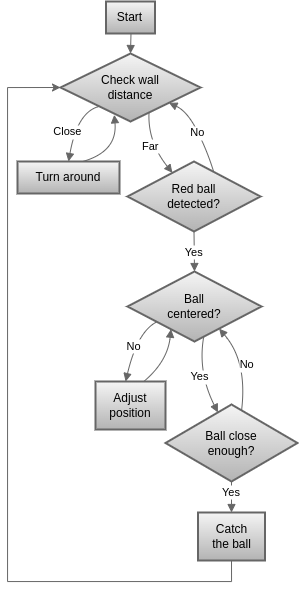 Start
Check wall
distance
Close
Far
No
Turn around
Red ball
detected?
Yes
Ball
centered?
No
Yes
No
Adjust
position
Ball close
enough?
Yes
Catch
the ball